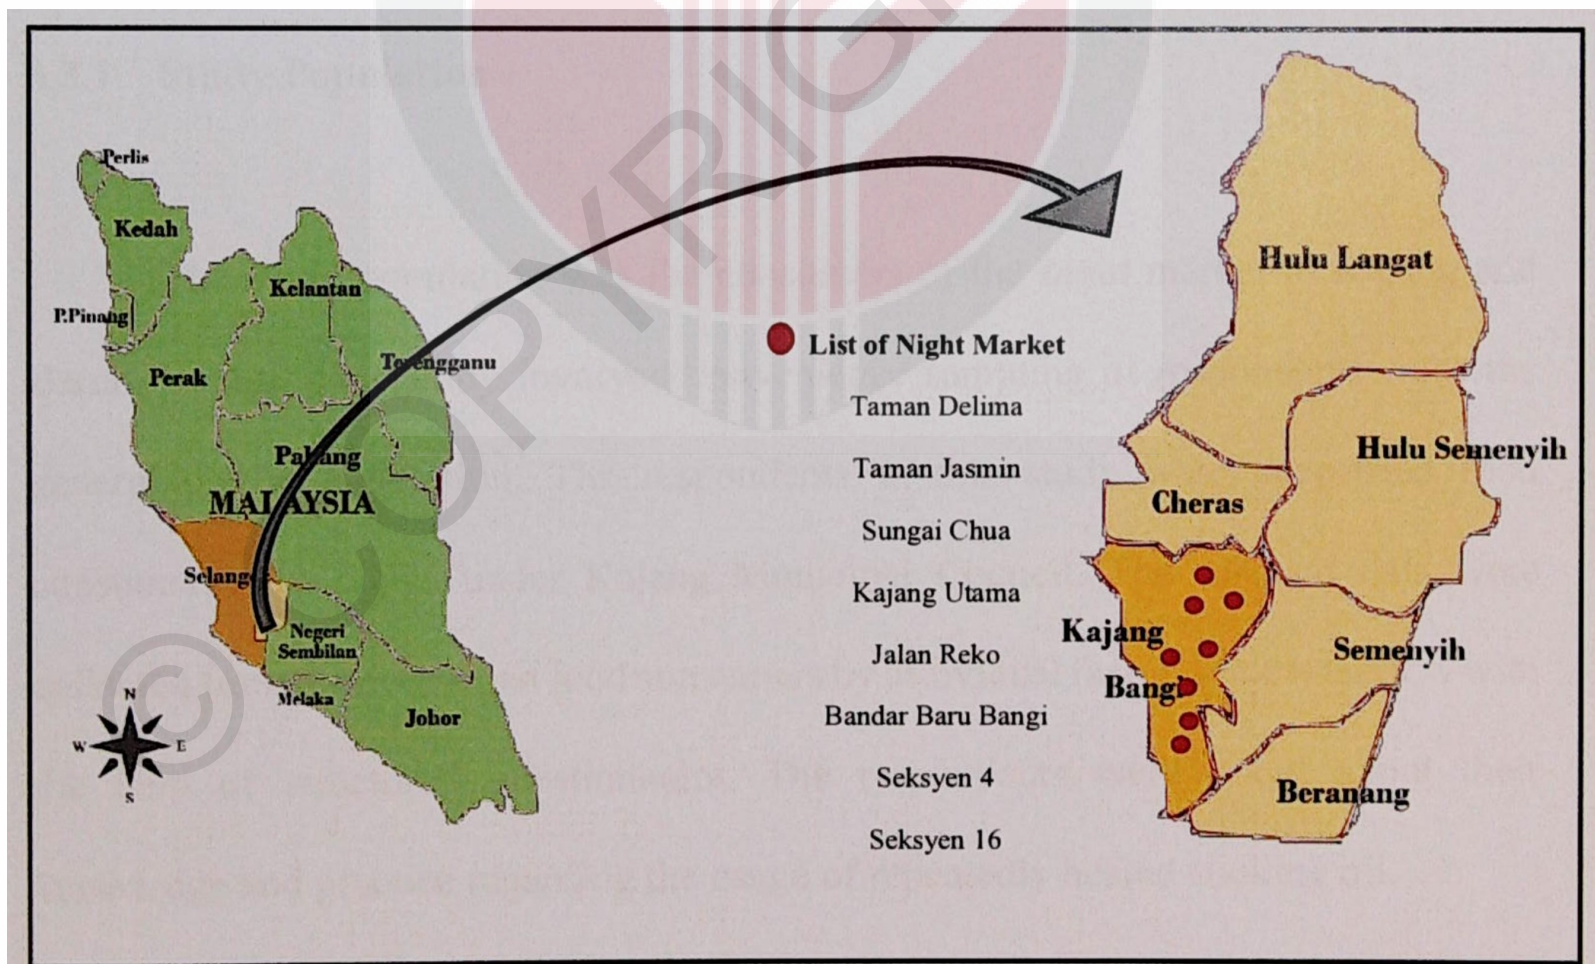 Perlis
Kedah
P.Pinang
Kelantan
Perak
Terengganu
Pahang
MALAYSIA
Selangor
Negeri
Sembilan
Melaka
Johor
N
W
E
S
List of Night Market
Taman Delima
Taman Jasmin
Sungai Chua
Kajang Utama
Jalan Reko
Bandar Baru Bangi
Seksyen 4
Seksyen 16
Hulu Langat
Hulu Semenyih
Cheras
Kajang
Semenyih
Bangi
Beranang
© COPYRIG